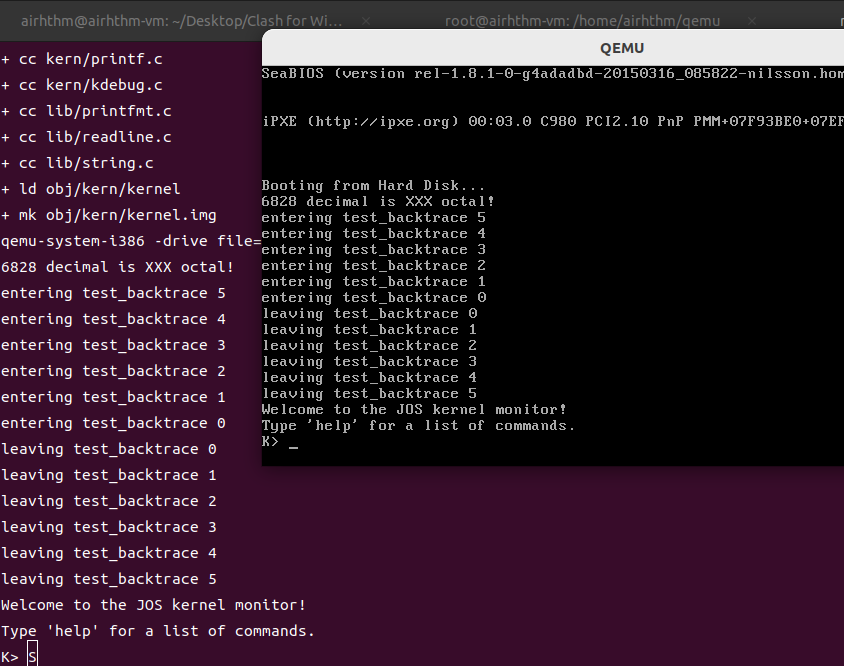 airhthm@airhthm-vm: ~/Desktop/Clash for Wi... ×
root@airhthm-vm: /home/airhthm/qemu ×
+ cc kern/printf.c
+ cc kern/kdebug.c
+ cc lib/printfmt.c
+ cc lib/readline.c
+ cc lib/string.c
+ ld obj/kern/kernel
+ mk obj/kern/kernel.img
qemu-system-i386 -drive file=
6828 decimal is XXX octal!
entering test_backtrace 5
entering test_backtrace 4
entering test_backtrace 3
entering test_backtrace 2
entering test_backtrace 1
entering test_backtrace 0
leaving test_backtrace 0
leaving test_backtrace 1
leaving test_backtrace 2
leaving test_backtrace 3
leaving test_backtrace 4
leaving test_backtrace 5
Welcome to the JOS kernel monitor!
Type 'help' for a list of commands.
K> S
QEMU
SeaBIOS (version rel-1.8.1-0-g4adadbd-20150316_085822-nilsson.hom
iPXE (http://ipxe.org) 00:03.0 C980 PCI2.10 PnP PMM+07F93BE0+07EF
Booting from Hard Disk...
6828 decimal is XXX octal!
entering test_backtrace 5
entering test_backtrace 4
entering test_backtrace 3
entering test_backtrace 2
entering test_backtrace 1
entering test_backtrace 0
leaving test_backtrace 0
leaving test_backtrace 1
leaving test_backtrace 2
leaving test_backtrace 3
leaving test_backtrace 4
leaving test_backtrace 5
Welcome to the JOS kernel monitor!
Type 'help' for a list of commands.
K> _